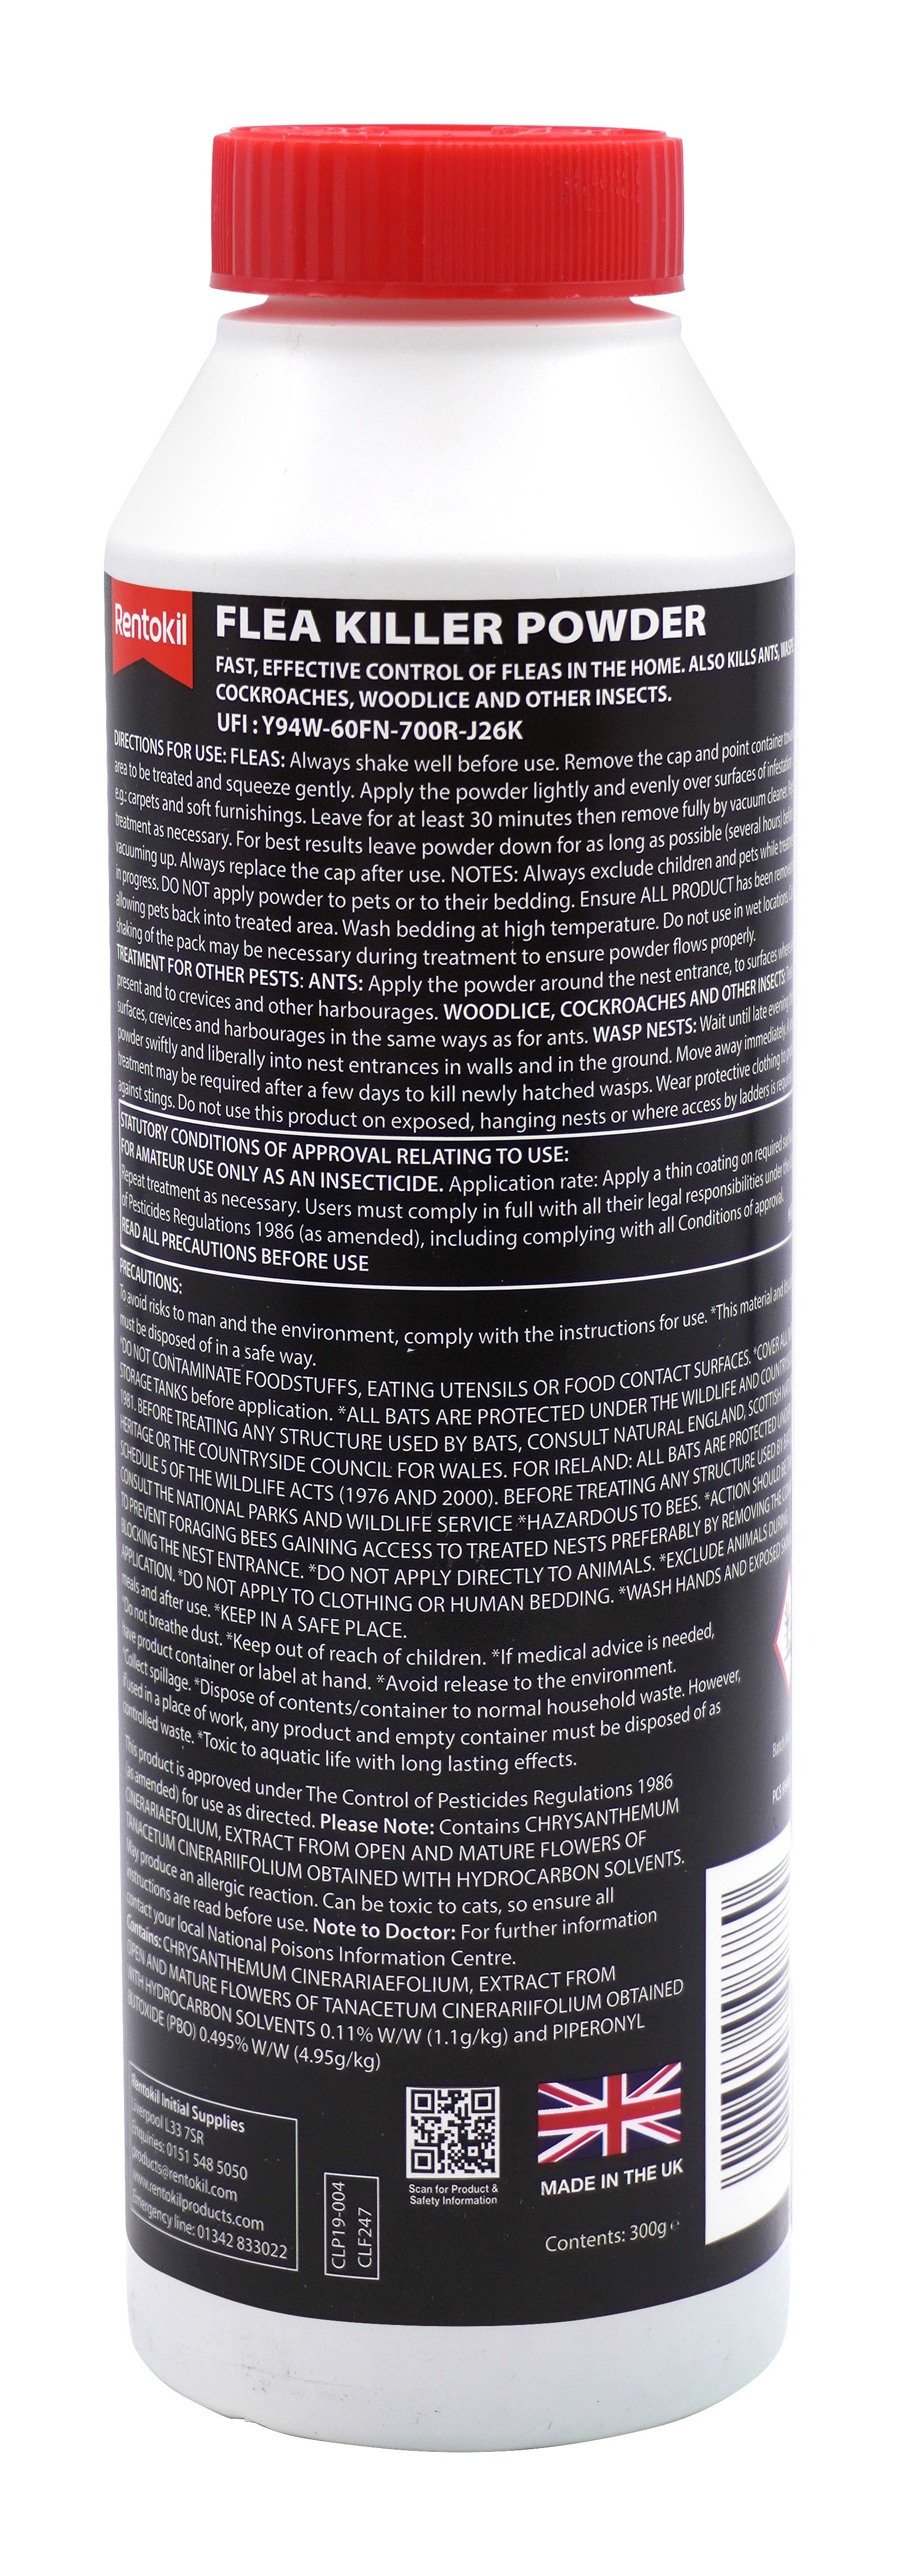 Rentokil
FLEA KILLER POWDER
FAST, EFFECTIVE CONTROL OF FLEAS IN THE HOME. ALSO KILLS ANTS,
COCKROACHES, WOODLICE AND OTHER INSECTS.
UFI : Y94W-60FN-700R-J26K
DIRECTIONS FOR USE: FLEAS: Always shake well before use. Remove the cap and point container
area to be treated and squeeze gently. Apply the powder lightly and evenly over surfaces of infestation
e.g.: carpets and soft furnishings. Leave for at least 30 minutes then remove fully by vacuum cleaner.
treatment as necessary. For best results leave powder down for as long as possible (several hours)
vacuuming up. Always replace the cap after use. NOTES: Always exclude children and pets while
in progress. DO NOT apply powder to pets or to their bedding. Ensure ALL PRODUCT has been
allowing pets back into treated area. Wash bedding at high temperature. Do not use in wet locations.
shaking of the pack may be necessary during treatment to ensure powder flows properly.
TREATMENT FOR OTHER PESTS: ANTS: Apply the powder around the nest entrance, to surfaces
present and to crevices and other harbourages. WOODLICE, COCKROACHES AND OTHER INSECTS:
surfaces, crevices and harbourages in the same ways as for ants. WASP NESTS: Wait until late evening
powder swiftly and liberally into nest entrances in walls and in the ground. Move away immediately.
treatment may be required after a few days to kill newly hatched wasps. Wear protective clothing
against stings. Do not use this product on exposed, hanging nests or where access by ladders is
STATUTORY CONDITIONS OF APPROVAL RELATING TO USE:
FOR AMATEUR USE ONLY AS AN INSECTICIDE. Application rate: Apply a thin coating on required
Repeat treatment as necessary. Users must comply in full with all their legal responsibilities under the
of Pesticides Regulations 1986 (as amended), including complying with all Conditions of approval.
READ ALL PRECAUTIONS BEFORE USE
PRECAUTIONS:
To avoid risks to man and the environment, comply with the instructions for use. *This material and
must be disposed of in a safe way.
*DO NOT CONTAMINATE FOODSTUFFS, EATING UTENSILS OR FOOD CONTACT SURFACES. *COVER
STORAGE TANKS before application. *ALL BATS ARE PROTECTED UNDER THE WILDLIFE AND
1981. BEFORE TREATING ANY STRUCTURE USED BY BATS, CONSULT NATURAL ENGLAND, SCOTTISH
HERITAGE OR THE COUNTRYSIDE COUNCIL FOR WALES. FOR IRELAND: ALL BATS ARE PROTECTED
SCHEDULE 5 OF THE WILDLIFE ACTS (1976 AND 2000). BEFORE TREATING ANY STRUCTURE USED BY
CONSULT THE NATIONAL PARKS AND WILDLIFE SERVICE *HAZARDOUS TO BEES. *ACTION SHOULD
TO PREVENT FORAGING BEES GAINING ACCESS TO TREATED NESTS PREFERABLY BY REMOVING THE
BLOCKING THE NEST ENTRANCE. *DO NOT APPLY DIRECTLY TO ANIMALS. *EXCLUDE ANIMALS
APPLICATION. *DO NOT APPLY TO CLOTHING OR HUMAN BEDDING. *WASH HANDS AND EXPOSED
meals and after use. *KEEP IN A SAFE PLACE.
*Do not breathe dust. *Keep out of reach of children. *If medical advice is needed,
have product container or label at hand. *Avoid release to the environment.
*Collect spillage. *Dispose of contents/container to normal household waste. However,
if used in a place of work, any product and empty container must be disposed of as
controlled waste. *Toxic to aquatic life with long lasting effects.
This product is approved under The Control of Pesticides Regulations 1986
(as amended) for use as directed. Please Note: Contains CHRYSANTHEMUM
CINERARIAEFOLIUM, EXTRACT FROM OPEN AND MATURE FLOWERS OF
TANACETUM CINERARIIFOLIUM OBTAINED WITH HYDROCARBON SOLVENTS.
May produce an allergic reaction. Can be toxic to cats, so ensure all
instructions are read before use. Note to Doctor: For further information
contact your local National Poisons Information Centre.
Contains: CHRYSANTHEMUM CINERARIAEFOLIUM, EXTRACT FROM
OPEN AND MATURE FLOWERS OF TANACETUM CINERARIIFOLIUM OBTAINED
WITH HYDROCARBON SOLVENTS 0.11% W/W (1.1g/kg) and PIPERONYL
BUTOXIDE (PBO) 0.495% W/W (4.95g/kg)
Rentokil Initial Supplies
Liverpool L33 7SR
Enquiries: 0151 548 5050
products@rentokil.com
www.rentokilproducts.com
Emergency line: 01342 833022
CLP19-004
CLF247
Scan for Product &
Safety Information
MADE IN THE UK
Contents: 300g e